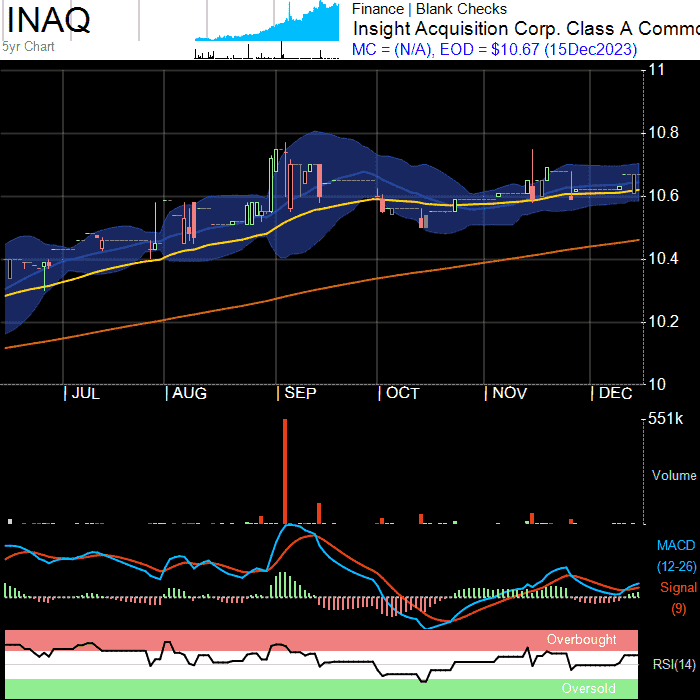 INAQ
5yr Chart
Finance | Blank Checks
Insight Acquisition Corp. Class A Commo
MC = (N/A), EOD = $10.67 (15Dec2023)
11
10.8
10.6
10.4
10.2
10
| JUL | AUG | SEP | OCT | NOV | DEC
551k
Volume
MACD
(12-26)
Signal
(9)
Overbought
RSI(14)
Oversold